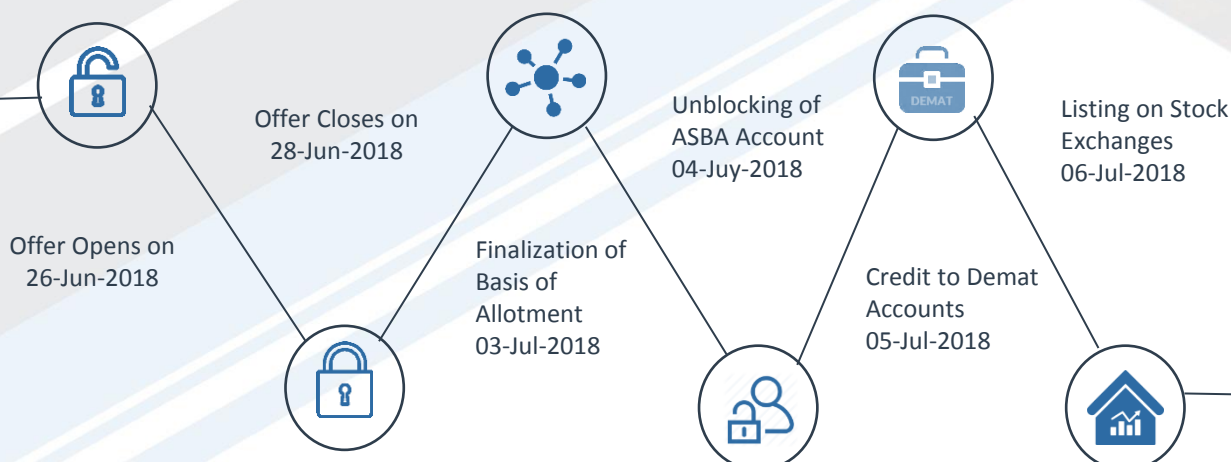 Offer Opens on
26-Jun-2018
Offer Closes on
28-Jun-2018
Finalization of
Basis of
Allotment
03-Jul-2018
Unblocking of
ASBA Account
04-Juy-2018
DEMAT
Credit to Demat
Accounts
05-Jul-2018
Listing on Stock
Exchanges
06-Jul-2018